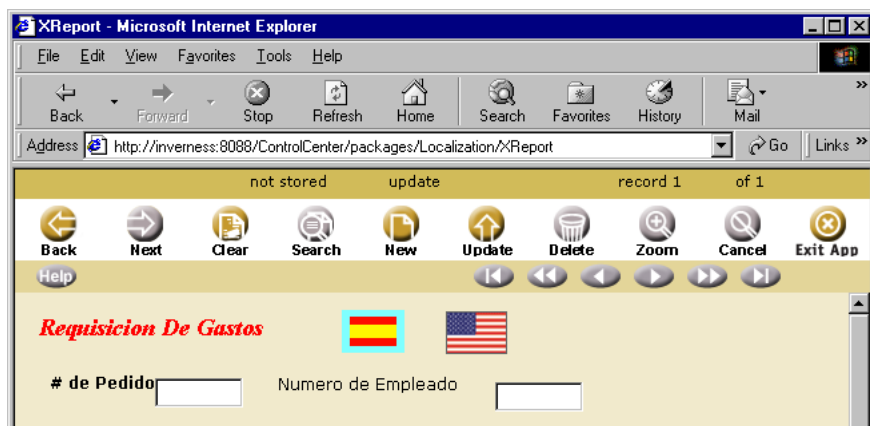 XReport - Microsoft Internet Explorer
File Edit View Favorites Tools Help
Back Forward Stop Refresh Home Search Favorites History Mail »
Address http://inverness:8088/ControlCenter/packages/Localization/XReport Go Links »
not stored update record 1 of 1
Back Next Clear Search New Update Delete Zoom Cancel Exit App
Help
Requisicion De Gastos
# de Pedido Numero de Empleado